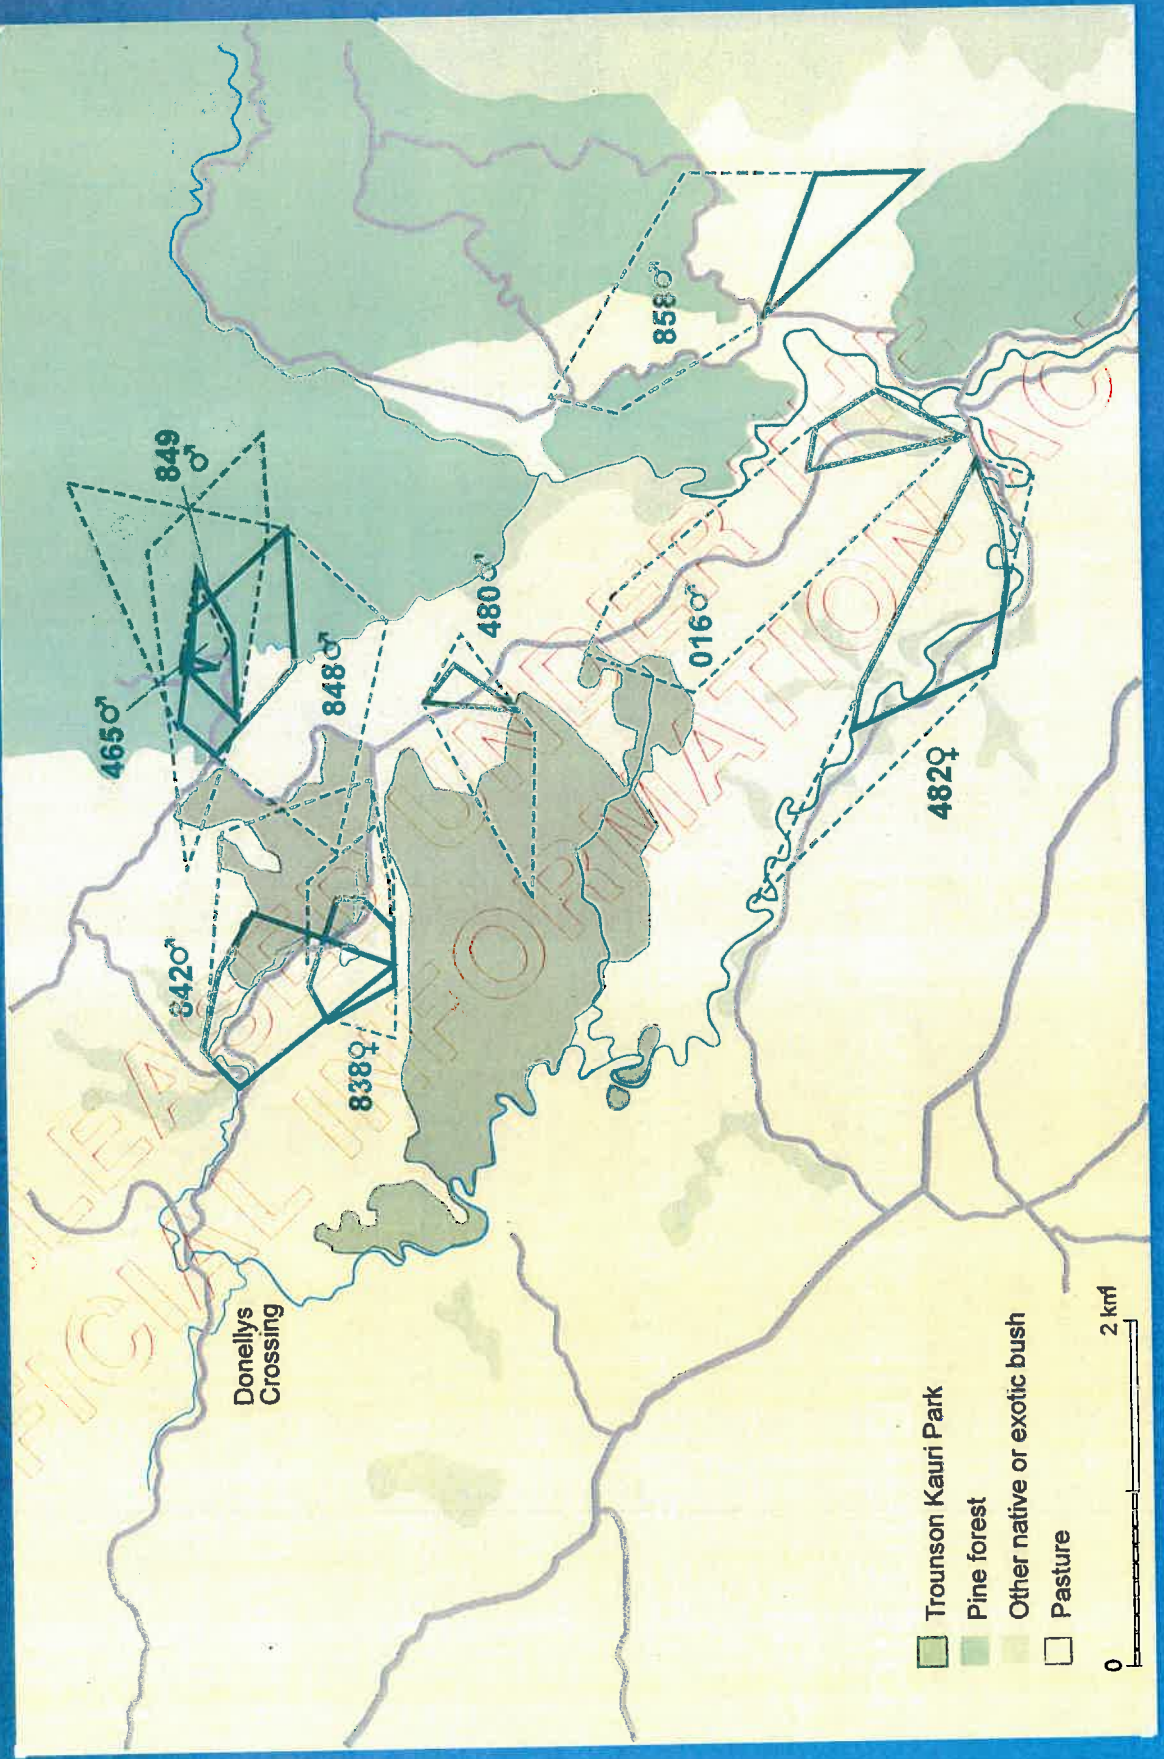 849
♂
465♂
848♂
480♂
858♂
016♂
482♀
842♂
838♀
Donellys
Crossing
Trounson Kauri Park
Pine forest
Other native or exotic bush
Pasture
0
2 km
RELEASED UNDER THE
OFFICIAL INFORMATION ACT